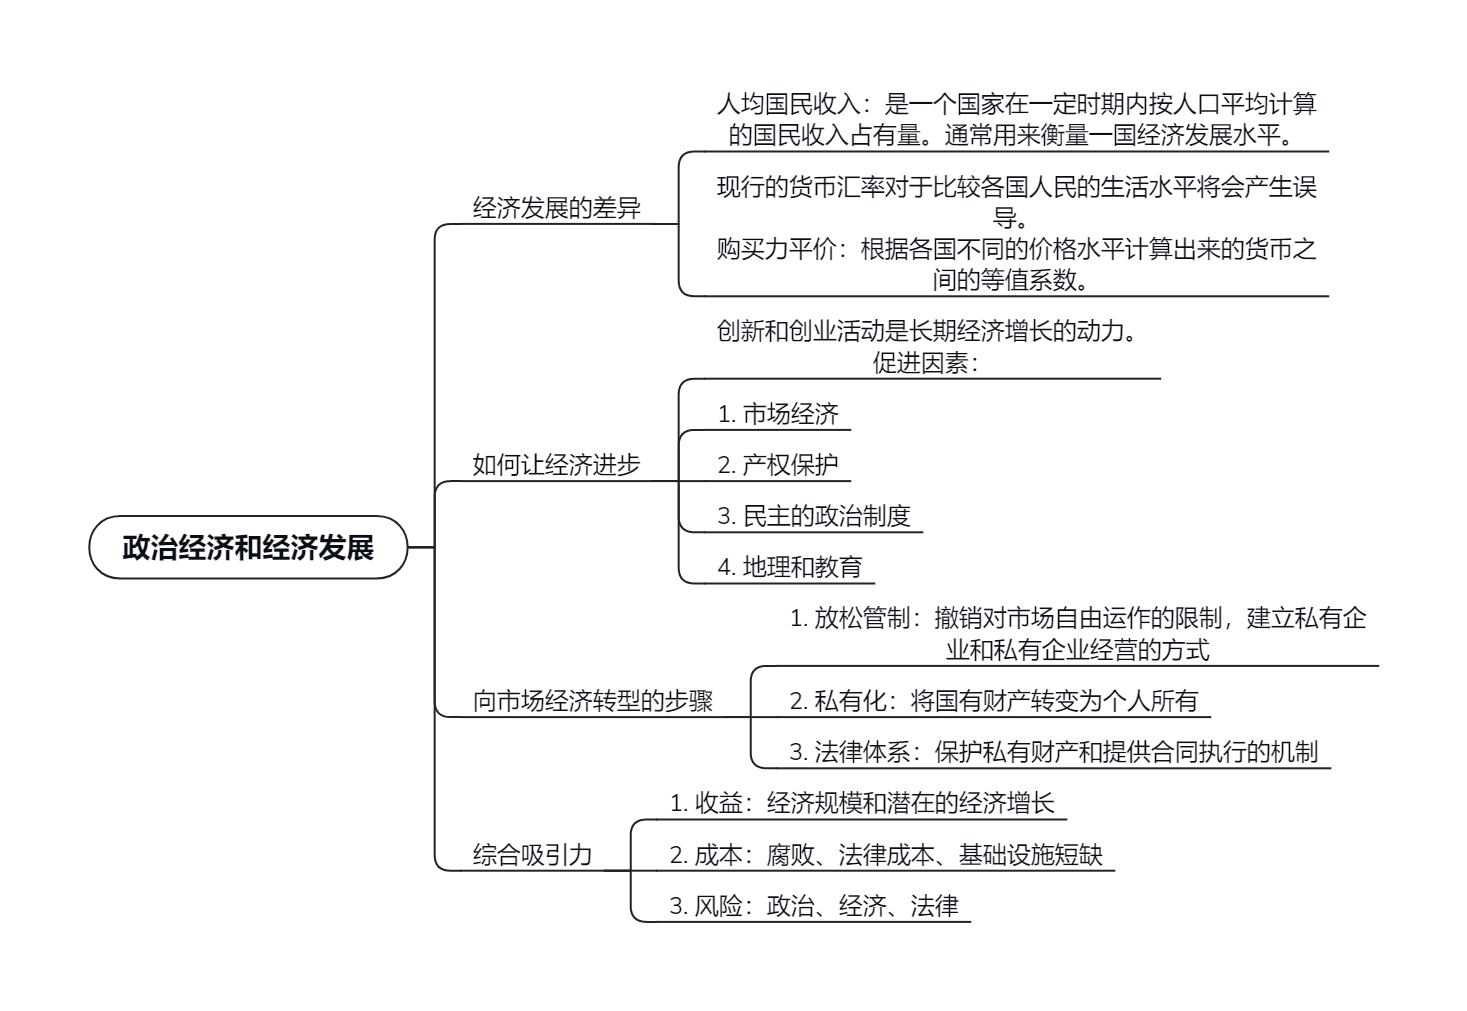 政治经济和经济发展
经济发展的差异
人均国民收入：是一个国家在一定时期内按人口平均计算
的国民收入占有量。通常用来衡量一国经济发展水平。
现行的货币汇率对于比较各国人民的生活水平将会产生误
导。
购买力平价：根据各国不同的价格水平计算出来的货币之
间的等值系数。
如何让经济进步
创新和创业活动是长期经济增长的动力。
促进因素：
1. 市场经济
2. 产权保护
3. 民主的政治制度
4. 地理和教育
向市场经济转型的步骤
1. 放松管制：撤销对市场自由运作的限制，建立私有企
业和私有企业经营的方式
2. 私有化：将国有财产转变为个人所有
3. 法律体系：保护私有财产和提供合同执行的机制
综合吸引力
1. 收益：经济规模和潜在的经济增长
2. 成本：腐败、法律成本、基础设施短缺
3. 风险：政治、经济、法律